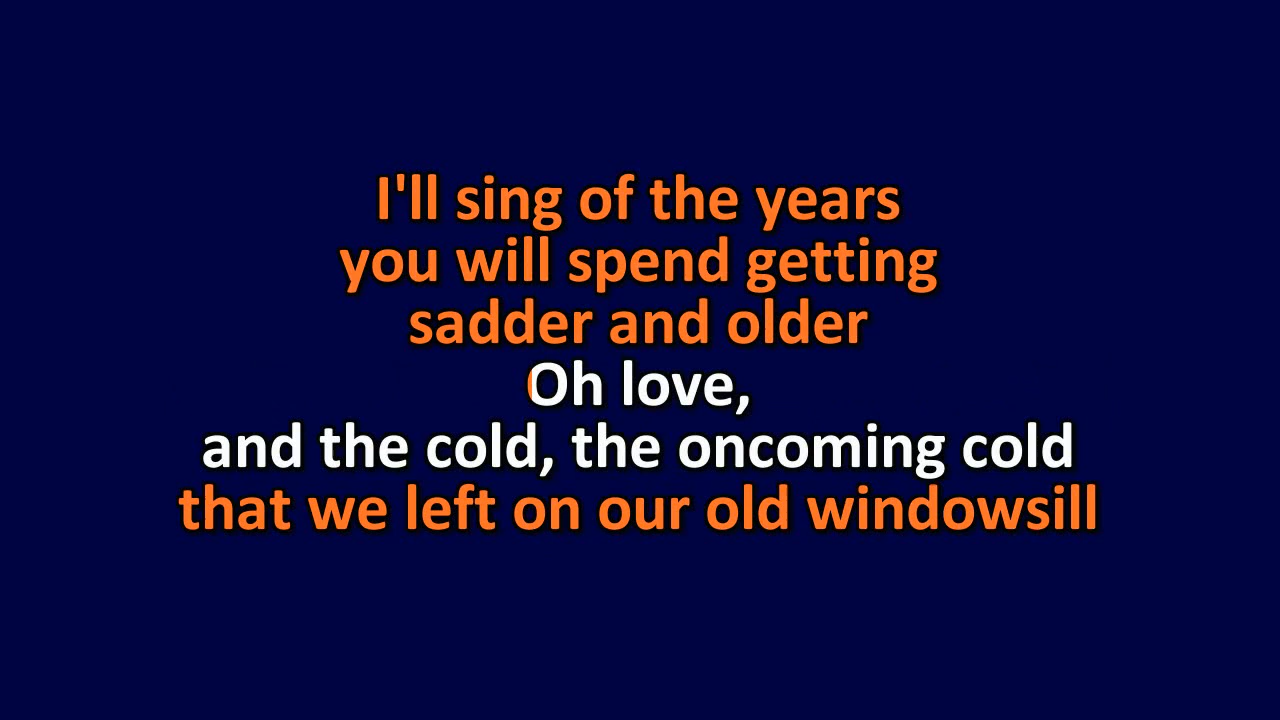 I'll sing of the years
you will spend getting
sadder and older
Oh love,
and the cold, the oncoming cold
that we left on our old windowsill